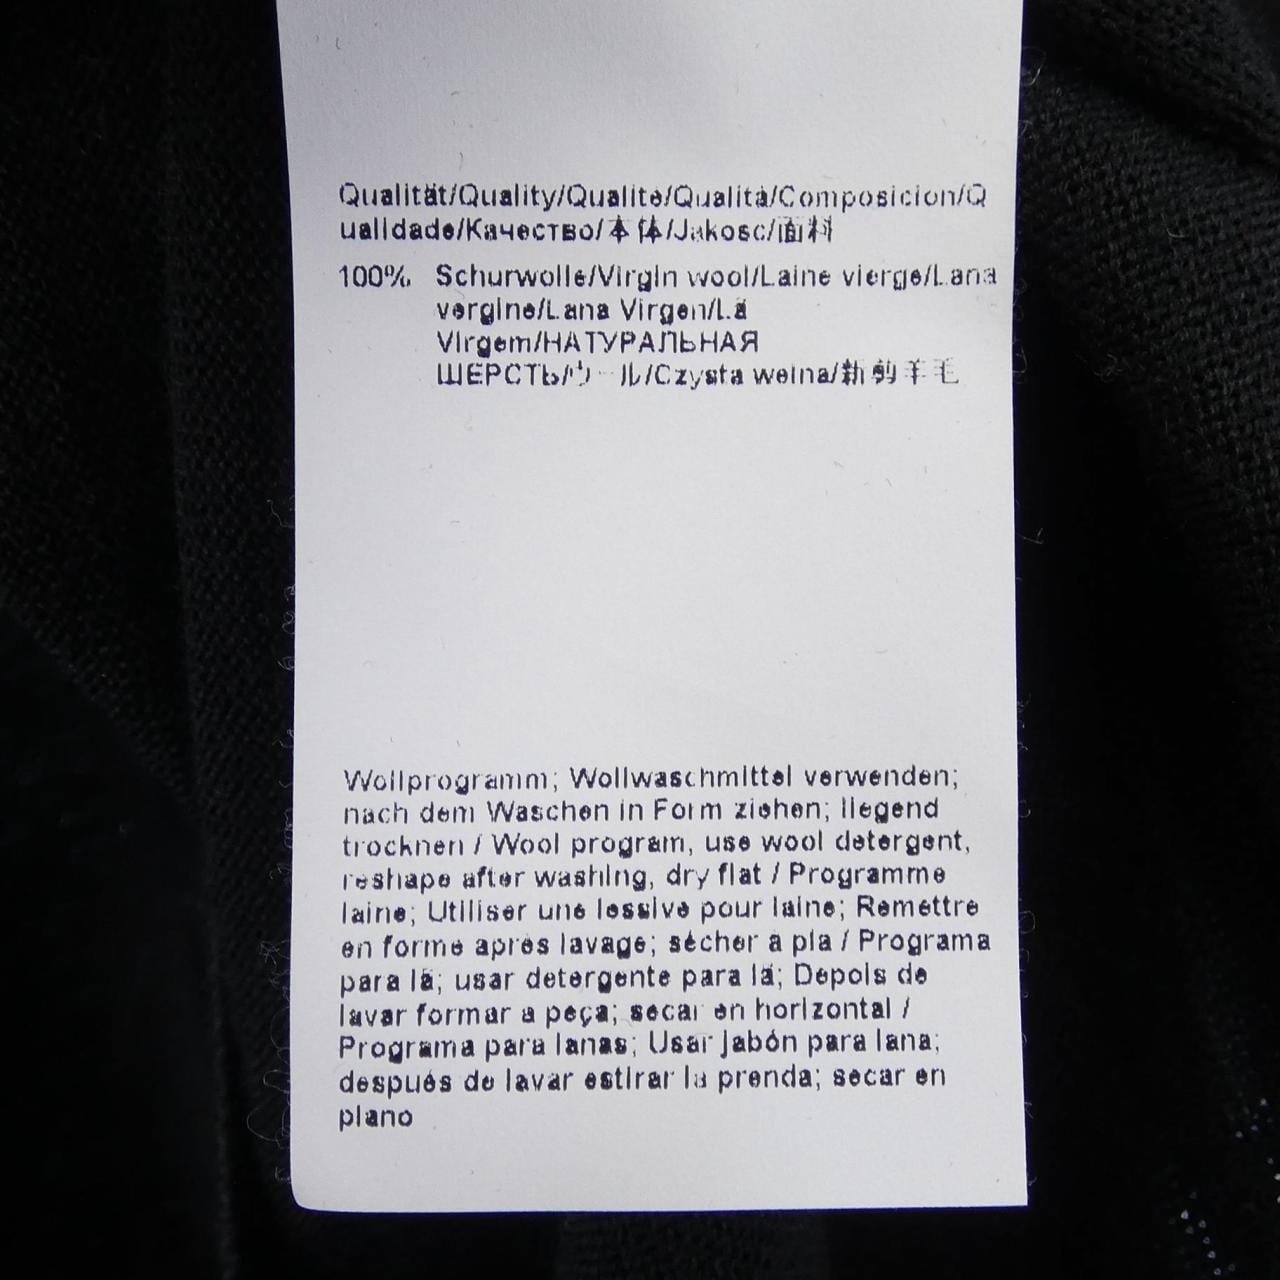 Qualität/Quality/Qualité/Qualità/Composicion/Q
ualidade/Качество/本体/Jakosc/面料
100% Schurwolle/Virgin wool/Laine vierge/Lana
vergine/Lana Virgen/Lã
Virgem/НАТУРАЛЬНАЯ
ШЕРСТЬ/ウール/Czysta welna/新剪羊毛
Wollprogramm; Wollwaschmittel verwenden;
nach dem Waschen in Form ziehen; liegend
trocknen / Wool program, use wool detergent,
reshape after washing, dry flat / Programme
laine; Utiliser une lessive pour laine; Remettre
en forme après lavage; sécher à pla / Programa
para lã; usar detergente para lã; Depois de
lavar formar a peça; secar en horizontal /
Programa para lanas; Usar jabón para lana;
después de lavar estirar la prenda; secar en
plano